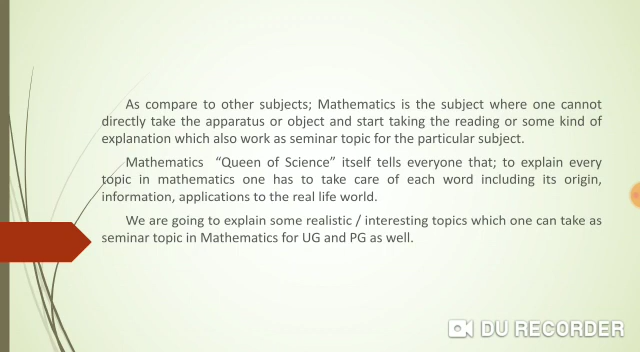 As compare to other subjects; Mathematics is the subject where one cannot
directly take the apparatus or object and start taking the reading or some kind of
explanation which also work as seminar topic for the particular subject.
Mathematics “Queen of Science” itself tells everyone that; to explain every
topic in mathematics one has to take care of each word including its origin,
information, applications to the real life world.
We are going to explain some realistic / interesting topics which one can take as
seminar topic in Mathematics for UG and PG as well.
DU RECORDER